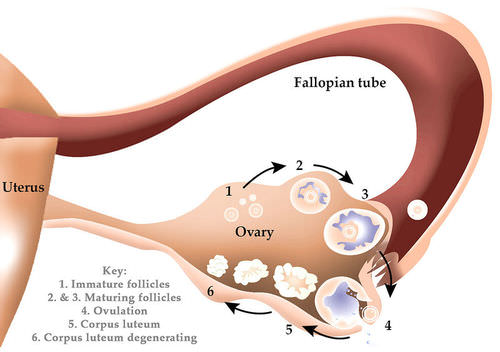 Fallopian tube
Uterus
1
2
3
Ovary
4
5
6
Key:
1. Immature follicles
2. & 3. Maturing follicles
4. Ovulation
5. Corpus luteum
6. Corpus luteum degenerating